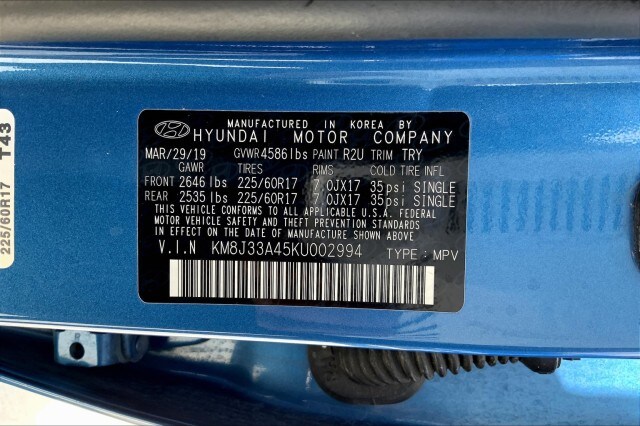 MANUFACTURED IN KOREA BY
HYUNDAI MOTOR COMPANY
MAR/29/19 GVWR4586lbs PAINT R2U TRIM TRY
GAWR TIRES RIMS COLD TIRE INFL
FRONT 2646 lbs 225/60R17 7.0JX17 35psi SINGLE
REAR 2535 lbs 225/60R17 7.0JX17 35psi SINGLE
THIS VEHICLE CONFORMS TO ALL APPLICABLE U.S.A. FEDERAL
MOTOR VEHICLE SAFETY AND THEFT PREVENTION STANDARDS
IN EFFECT ON THE DATE OF MANUFACTURE SHOWN ABOVE.
V.I.N KM8J33A45KU002994 TYPE : MPV
225/60R17 T43